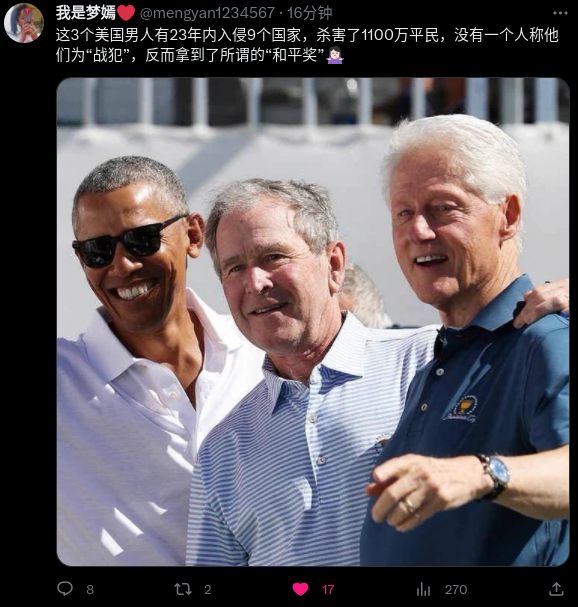 我是梦嫣❤️ @mengyan1234567 · 16分钟
这3个美国男人有23年内入侵9个国家，杀害了1100万平民，没有一个人称他
们为“战犯”，反而拿到了所谓的“和平奖”🤷🏻‍♀️
8 2 17 270